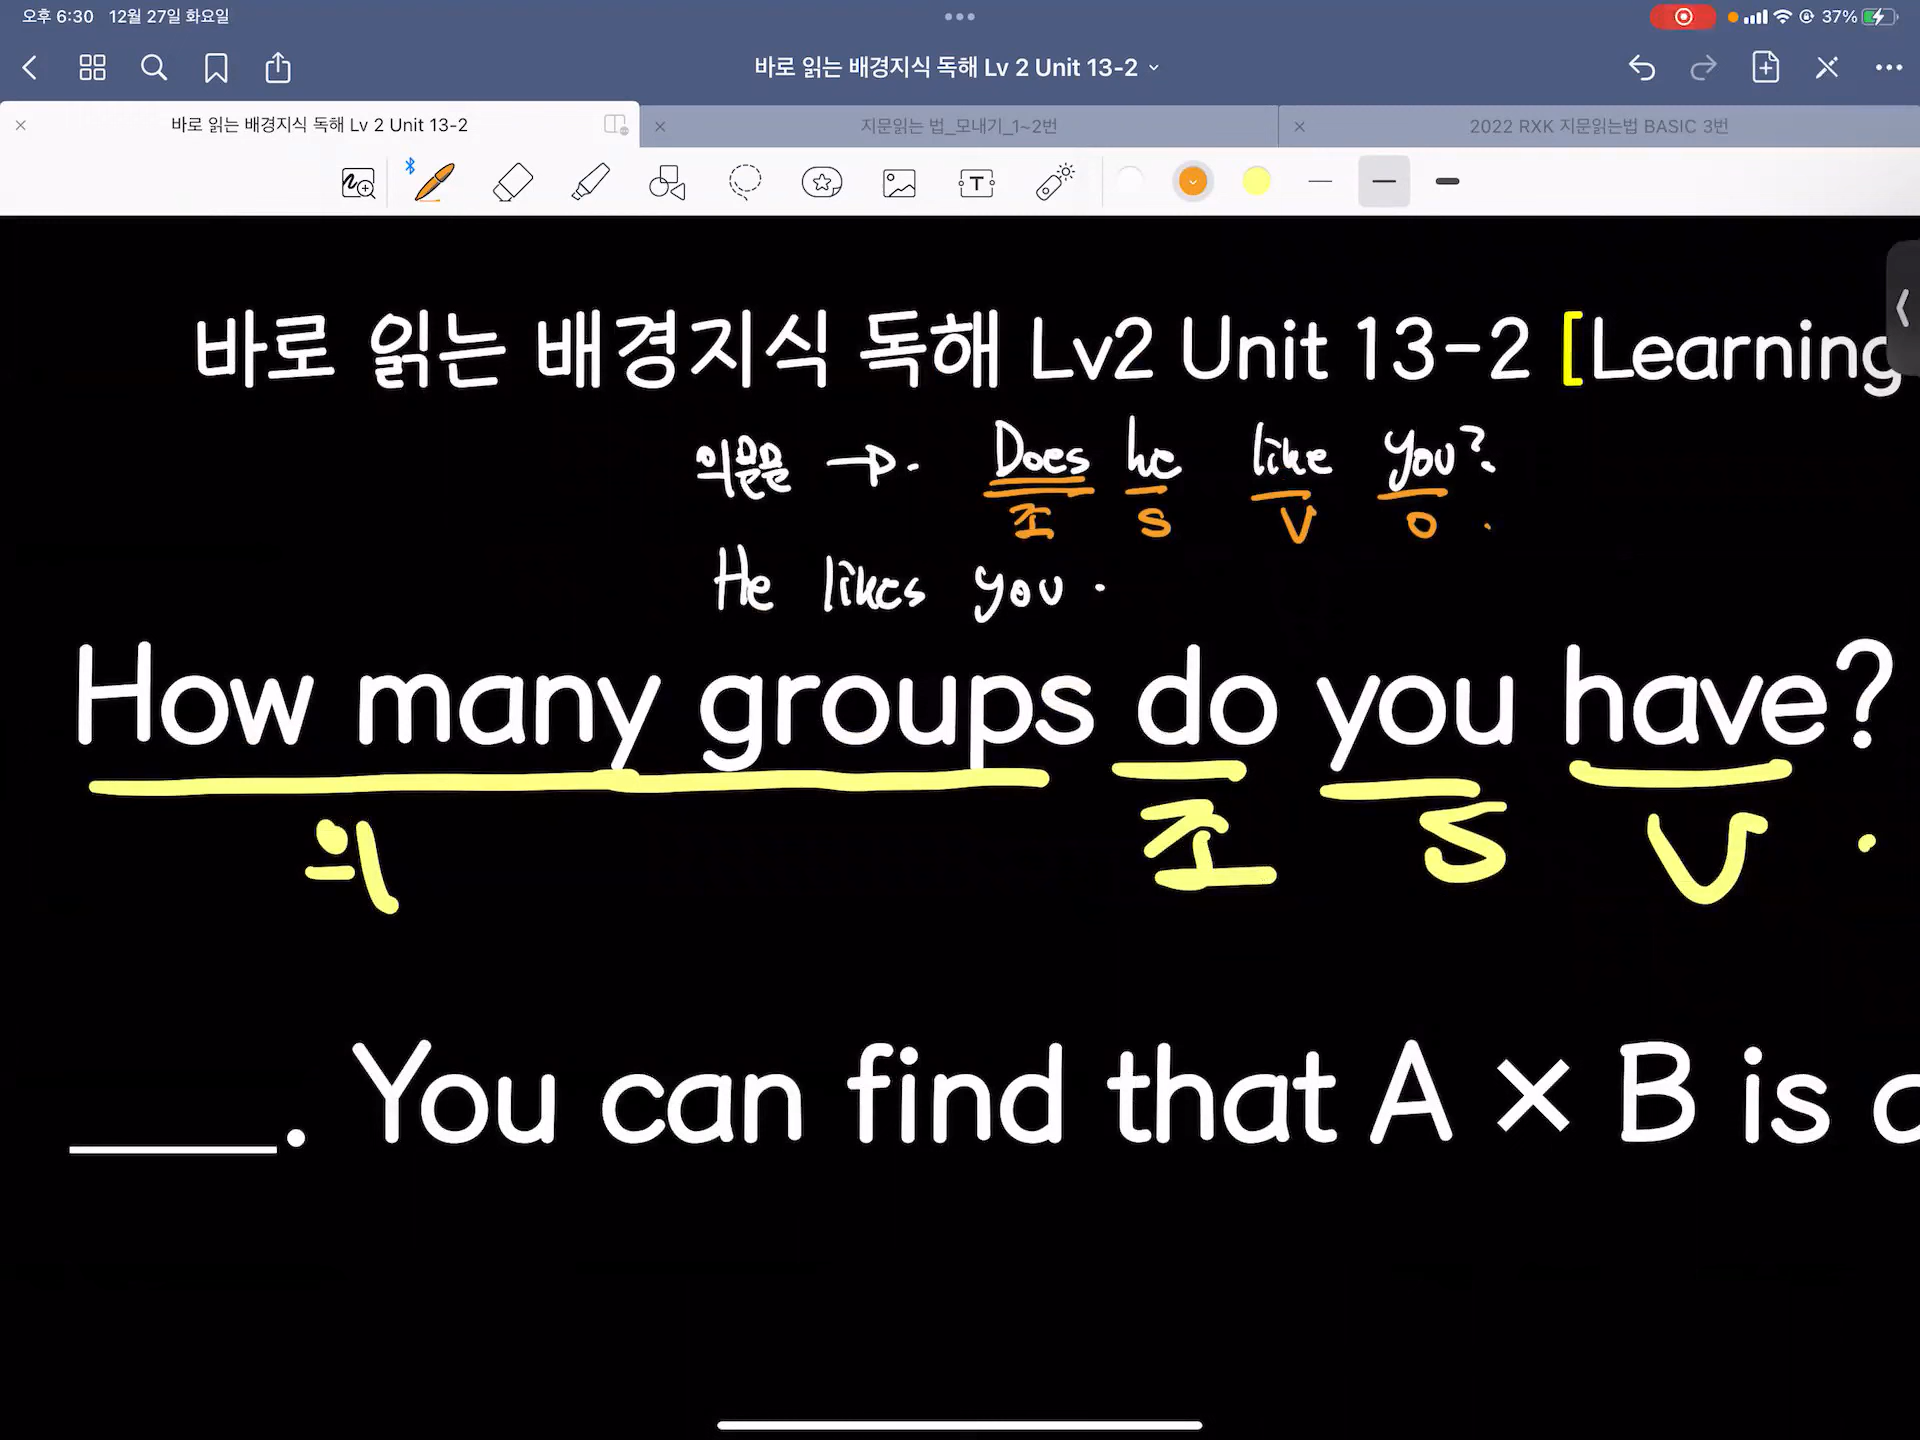 오후 6:30 12월 27일 화요일 37%
바로 읽는 배경지식 독해 Lv 2 Unit 13-2
바로 읽는 배경지식 독해 Lv 2 Unit 13-2 지문읽는 법_모내기_1~2번 2022 RXK 지문읽는법 BASIC 3번
바로 읽는 배경지식 독해 Lv2 Unit 13-2 [Learning
의문문 → Does he like you?
조 S V O .
He likes you .
How many groups do you have?
의 조 S V .
____. You can find that A × B is